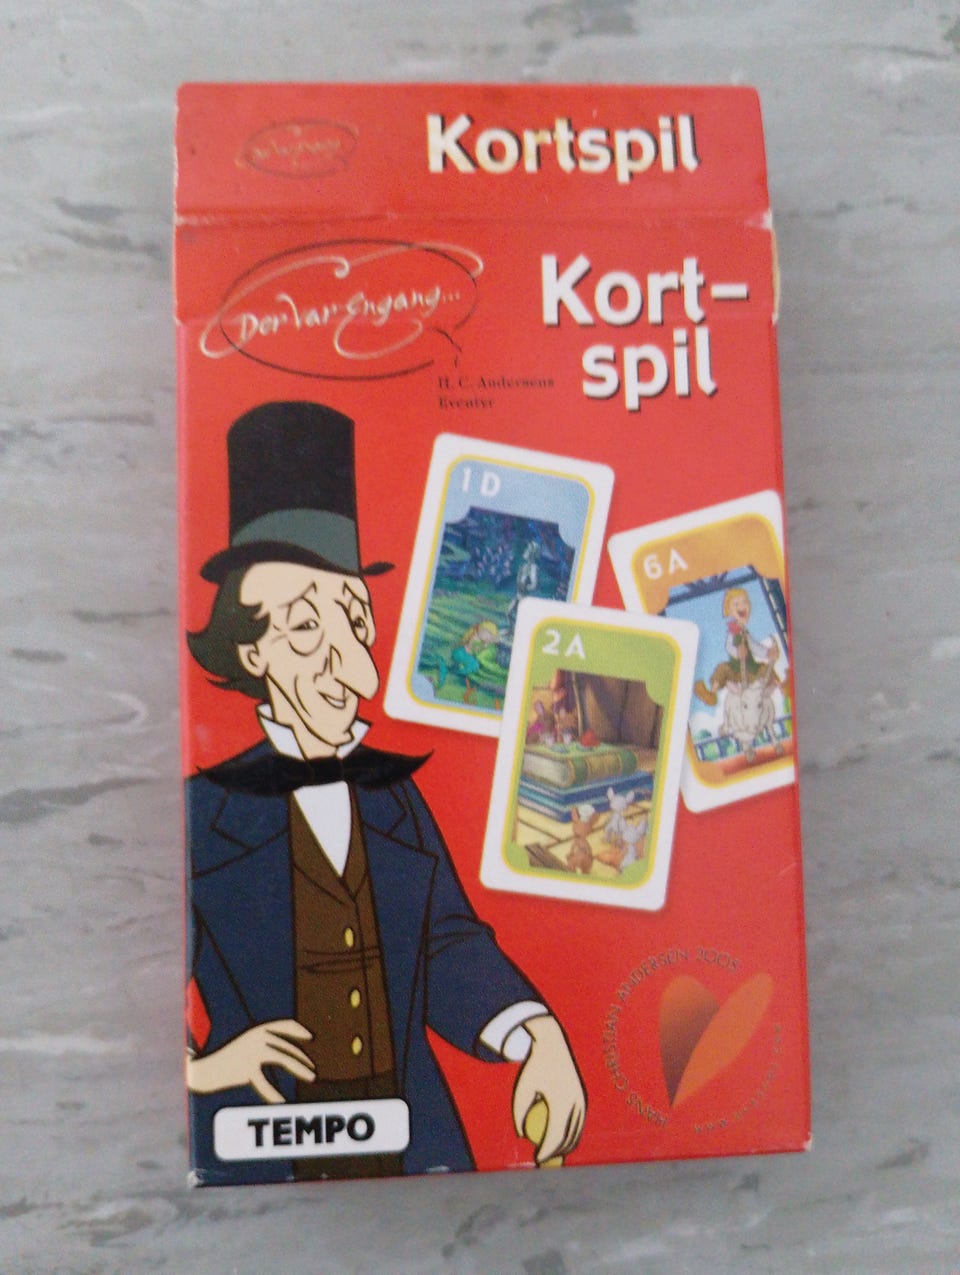 Kortspil
Der var engang...
Kort-
spil
H. C. Andersens
Eventyr
1 D
6 A
2 A
HANS CHRISTIAN ANDERSEN 2005
TEMPO